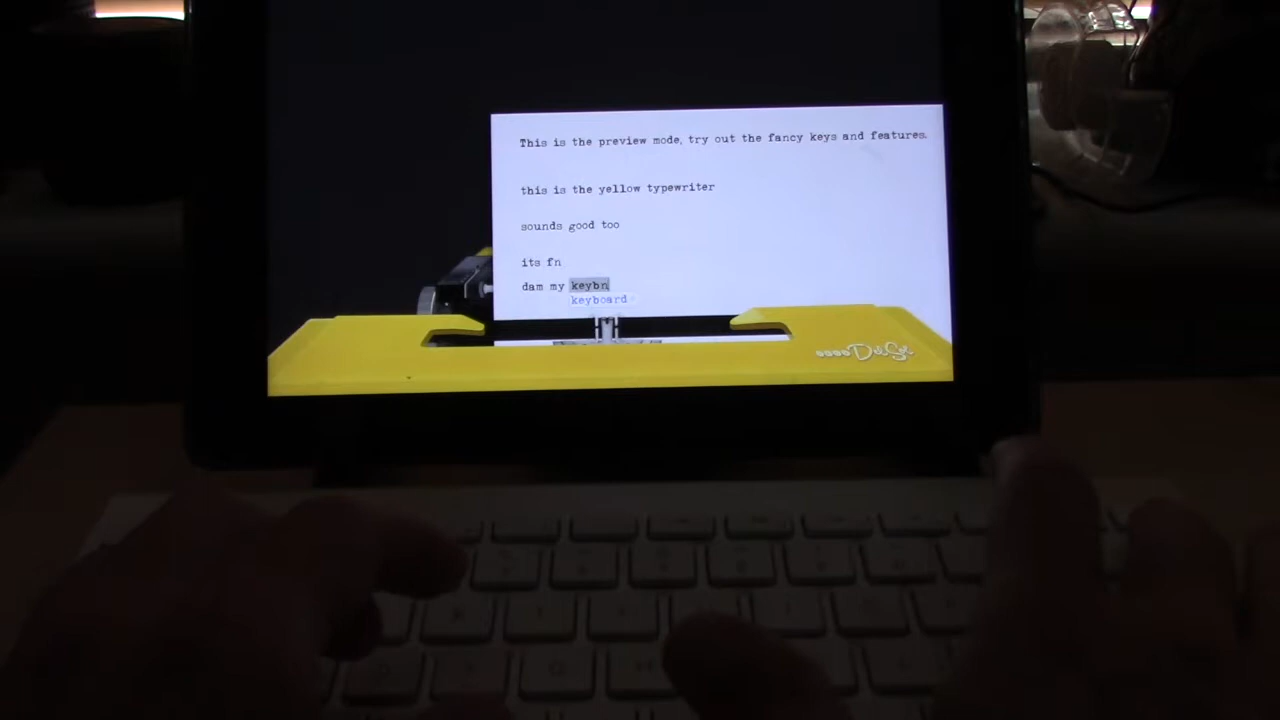 This is the preview mode, try out the fancy keys and features.
this is the yellow typewriter
sounds good too
its fn
dam my keybn
keyboard